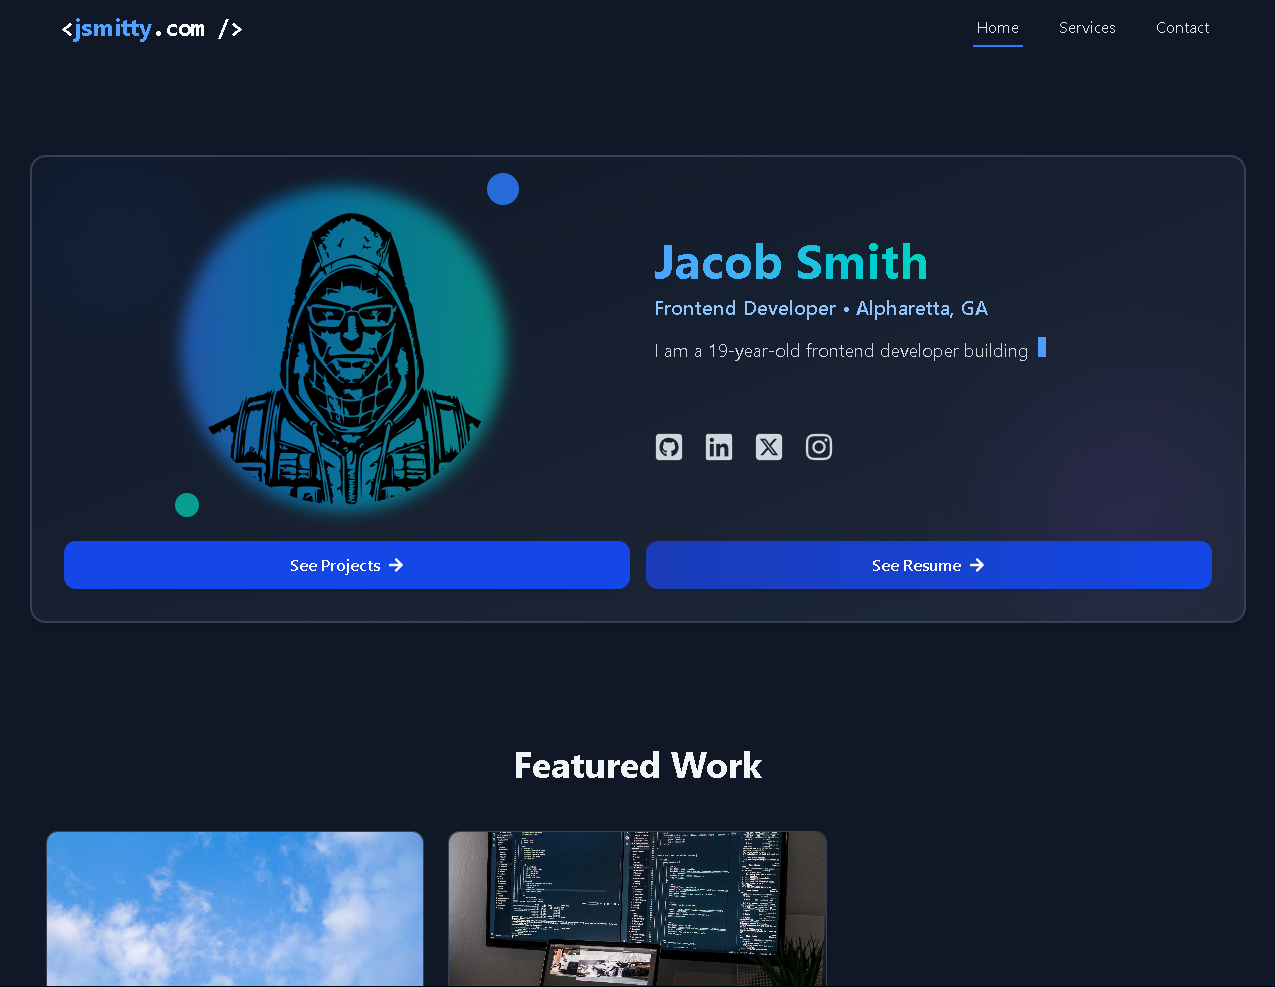 <jsmitty.com />
Home
Services
Contact
Jacob Smith
Frontend Developer • Alpharetta, GA
I am a 19-year-old frontend developer building
See Projects →
See Resume →
Featured Work